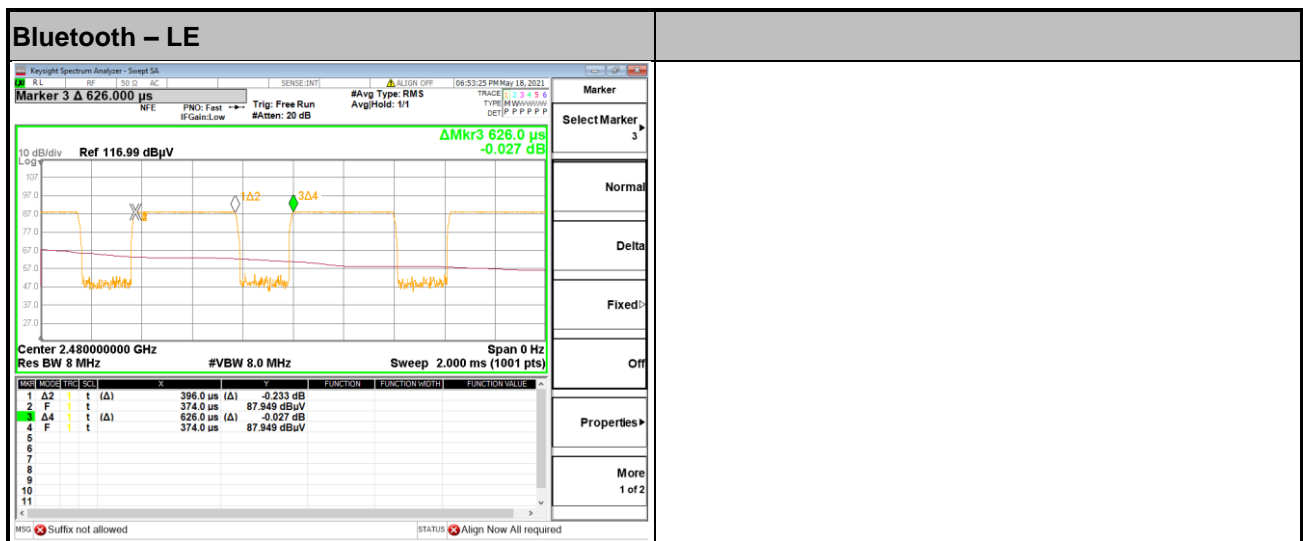 Bluetooth – LE
Keysight Spectrum Analyzer - Swept SA
RL RF 50 Ω AC SENSE:INT ALIGN OFF 06:53:25 PM May 18, 2021
Marker 3 Δ 626.000 µs
NFE
PNO: Fast
IFGain:Low
Trig: Free Run
#Atten: 20 dB
#Avg Type: RMS
Avg|Hold: 1/1
TRACE 1 2 3 4 5 6
TYPE MWWWWW
DET P P P P P P
ΔMkr3 626.0 µs
-0.027 dB
10 dB/div Ref 116.99 dBµV
Log
107
97.0
87.0
77.0
67.0
57.0
47.0
37.0
27.0
1Δ2
3Δ4
Center 2.480000000 GHz Span 0 Hz
Res BW 8 MHz #VBW 8.0 MHz Sweep 2.000 ms (1001 pts)
MKR MODE TRC SCL X Y FUNCTION FUNCTION WIDTH FUNCTION VALUE
1 Δ2 1 t (Δ) 396.0 µs (Δ) -0.233 dB
2 F 1 t 374.0 µs 87.949 dBµV
3 Δ4 1 t (Δ) 626.0 µs (Δ) -0.027 dB
4 F 1 t 374.0 µs 87.949 dBµV
5
6
7
8
9
10
11
MSG Suffix not allowed STATUS Align Now All required
Marker
Select Marker
3
Normal
Delta
Fixed
Off
Properties
More
1 of 2